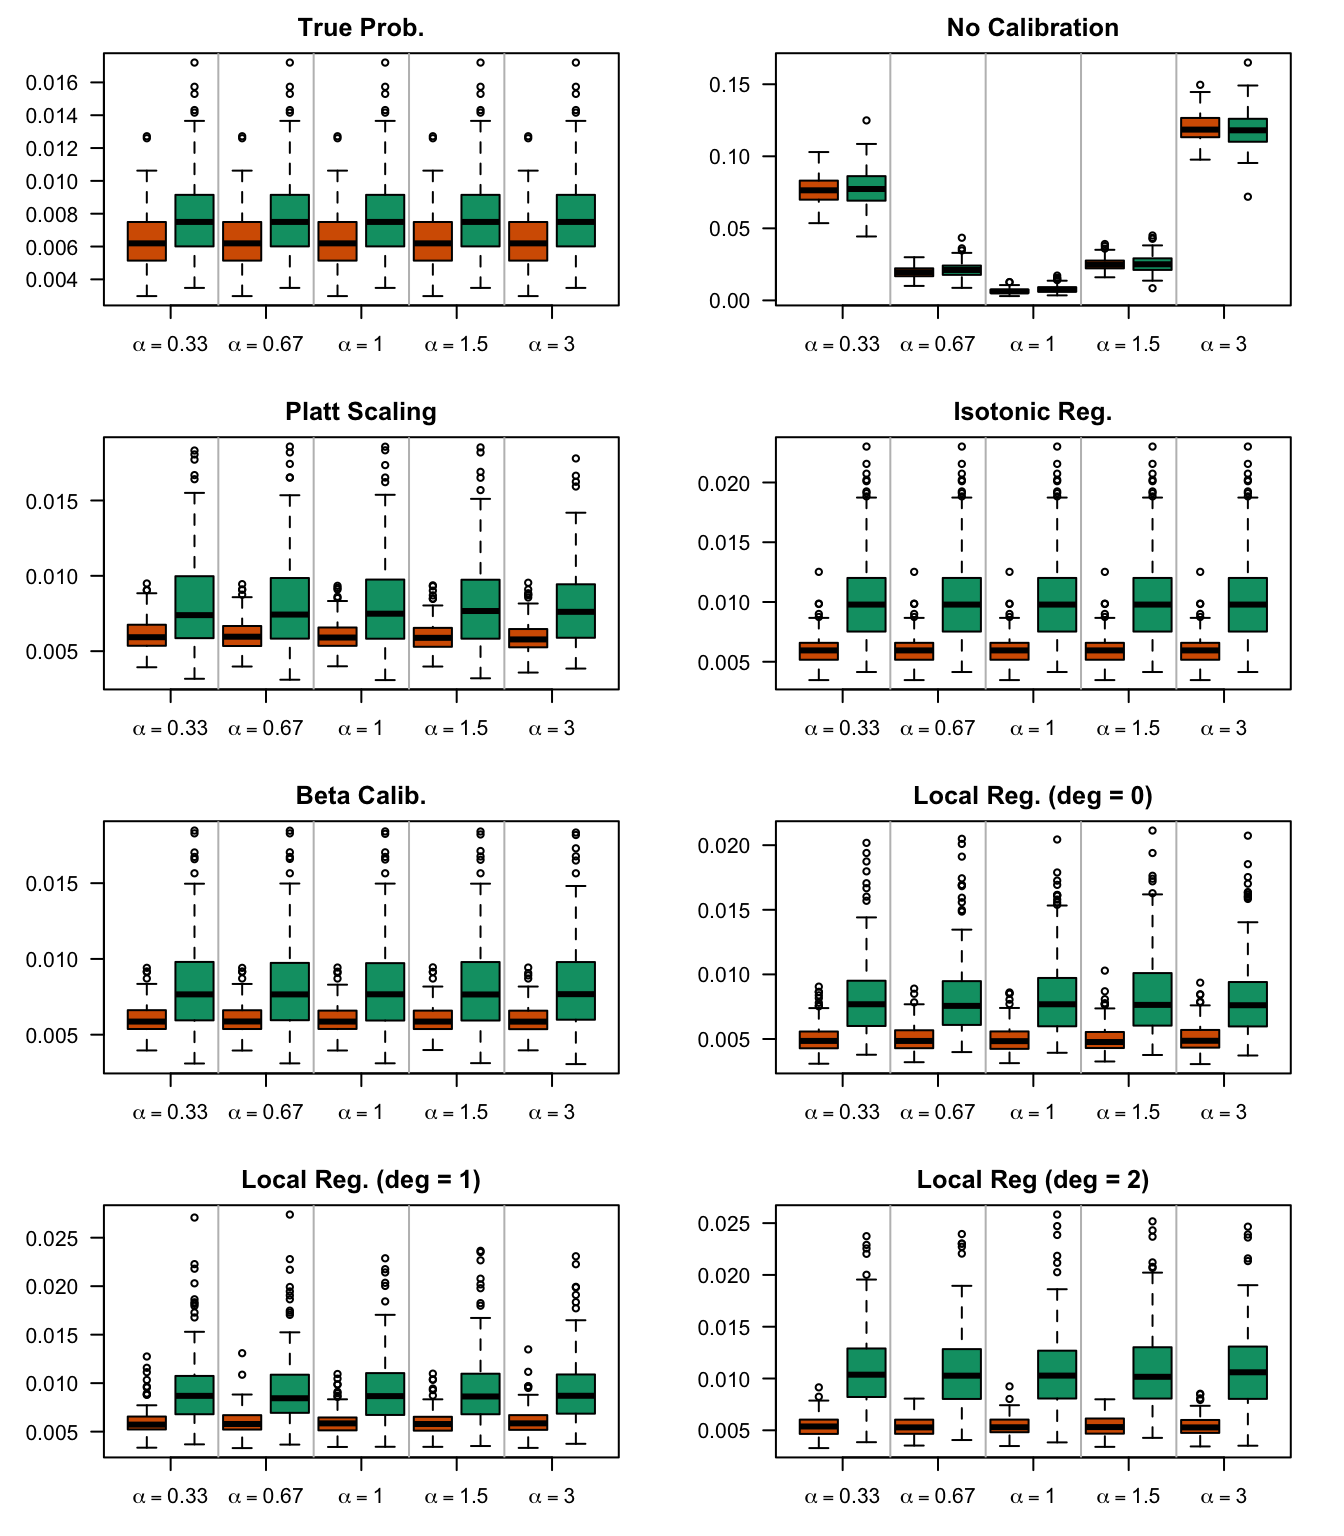 True Prob.
0.016
0.014
0.012
0.010
0.008
0.006
0.004
α = 0.33 α = 0.67 α = 1 α = 1.5 α = 3
No Calibration
0.15
0.10
0.05
0.00
α = 0.33 α = 0.67 α = 1 α = 1.5 α = 3
Platt Scaling
0.015
0.010
0.005
α = 0.33 α = 0.67 α = 1 α = 1.5 α = 3
Isotonic Reg.
0.020
0.015
0.010
0.005
α = 0.33 α = 0.67 α = 1 α = 1.5 α = 3
Beta Calib.
0.015
0.010
0.005
α = 0.33 α = 0.67 α = 1 α = 1.5 α = 3
Local Reg. (deg = 0)
0.020
0.015
0.010
0.005
α = 0.33 α = 0.67 α = 1 α = 1.5 α = 3
Local Reg. (deg = 1)
0.025
0.020
0.015
0.010
0.005
α = 0.33 α = 0.67 α = 1 α = 1.5 α = 3
Local Reg (deg = 2)
0.025
0.020
0.015
0.010
0.005
α = 0.33 α = 0.67 α = 1 α = 1.5 α = 3